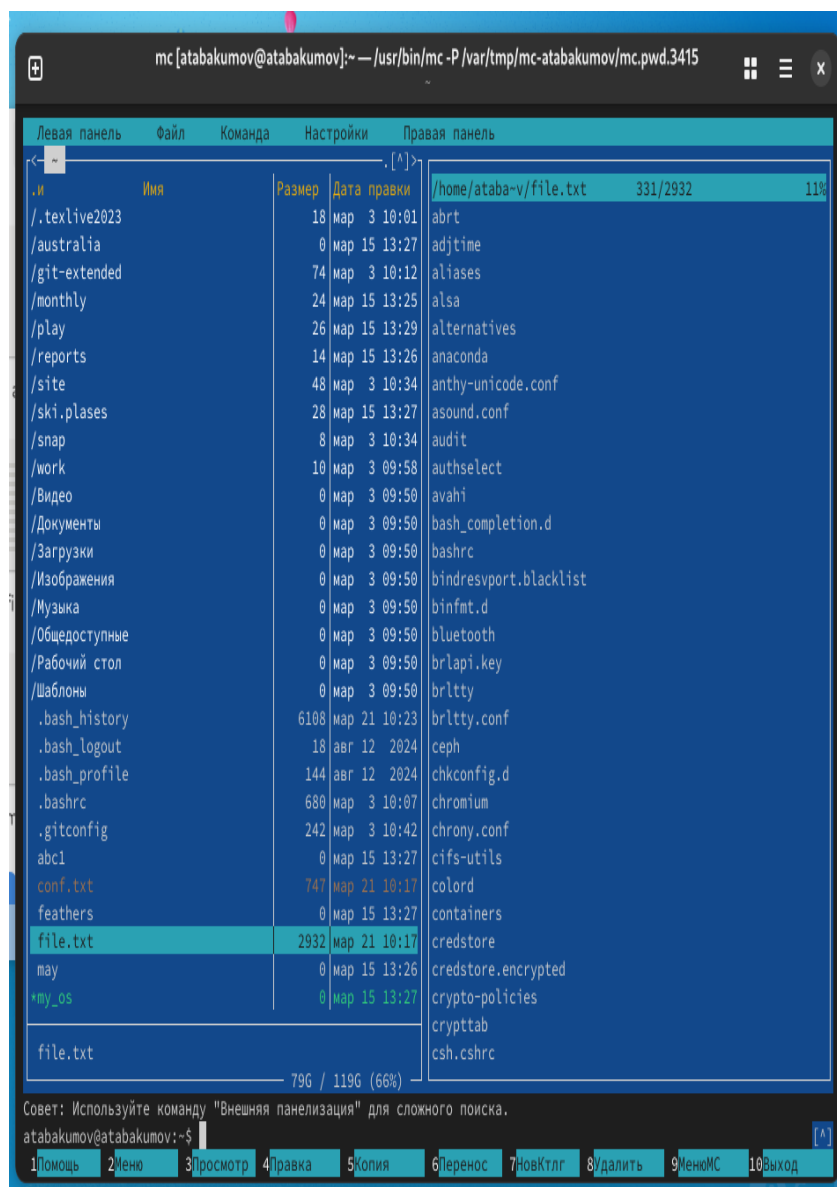 mc [atabakumov@atabakumov]:~ — /usr/bin/mc -P /var/tmp/mc-atabakumov/mc.pwd.3415
~
Левая панель Файл Команда Настройки Правая панель
<─ ~ ─.[^]>
.и Имя Размер Дата правки
/.texlive2023 18 мар 3 10:01
/australia 0 мар 15 13:27
/git-extended 74 мар 3 10:12
/monthly 24 мар 15 13:25
/play 26 мар 15 13:29
/reports 14 мар 15 13:26
/site 48 мар 3 10:34
/ski.plases 28 мар 15 13:27
/snap 8 мар 3 10:34
/work 10 мар 3 09:58
/Видео 0 мар 3 09:50
/Документы 0 мар 3 09:50
/Загрузки 0 мар 3 09:50
/Изображения 0 мар 3 09:50
/Музыка 0 мар 3 09:50
/Общедоступные 0 мар 3 09:50
/Рабочий стол 0 мар 3 09:50
/Шаблоны 0 мар 3 09:50
.bash_history 6108 мар 21 10:23
.bash_logout 18 авг 12 2024
.bash_profile 144 авг 12 2024
.bashrc 680 мар 3 10:07
.gitconfig 242 мар 3 10:42
abc1 0 мар 15 13:27
conf.txt 747 мар 21 10:17
feathers 0 мар 15 13:27
file.txt 2932 мар 21 10:17
may 0 мар 15 13:26
*my_os 0 мар 15 13:27
file.txt
79G / 119G (66%)
/home/ataba~v/file.txt 331/2932 11%
abrt
adjtime
aliases
alsa
alternatives
anaconda
anthy-unicode.conf
asound.conf
audit
authselect
avahi
bash_completion.d
bashrc
bindresvport.blacklist
binfmt.d
bluetooth
brlapi.key
brltty
brltty.conf
ceph
chkconfig.d
chromium
chrony.conf
cifs-utils
colord
containers
credstore
credstore.encrypted
crypto-policies
crypttab
csh.cshrc
Совет: Используйте команду "Внешняя панелизация" для сложного поиска.
atabakumov@atabakumov:~$ [^]
1Помощь 2Меню 3Просмотр 4Правка 5Копия 6Перенос 7НовКтлг 8Удалить 9МенюMC 10Выход